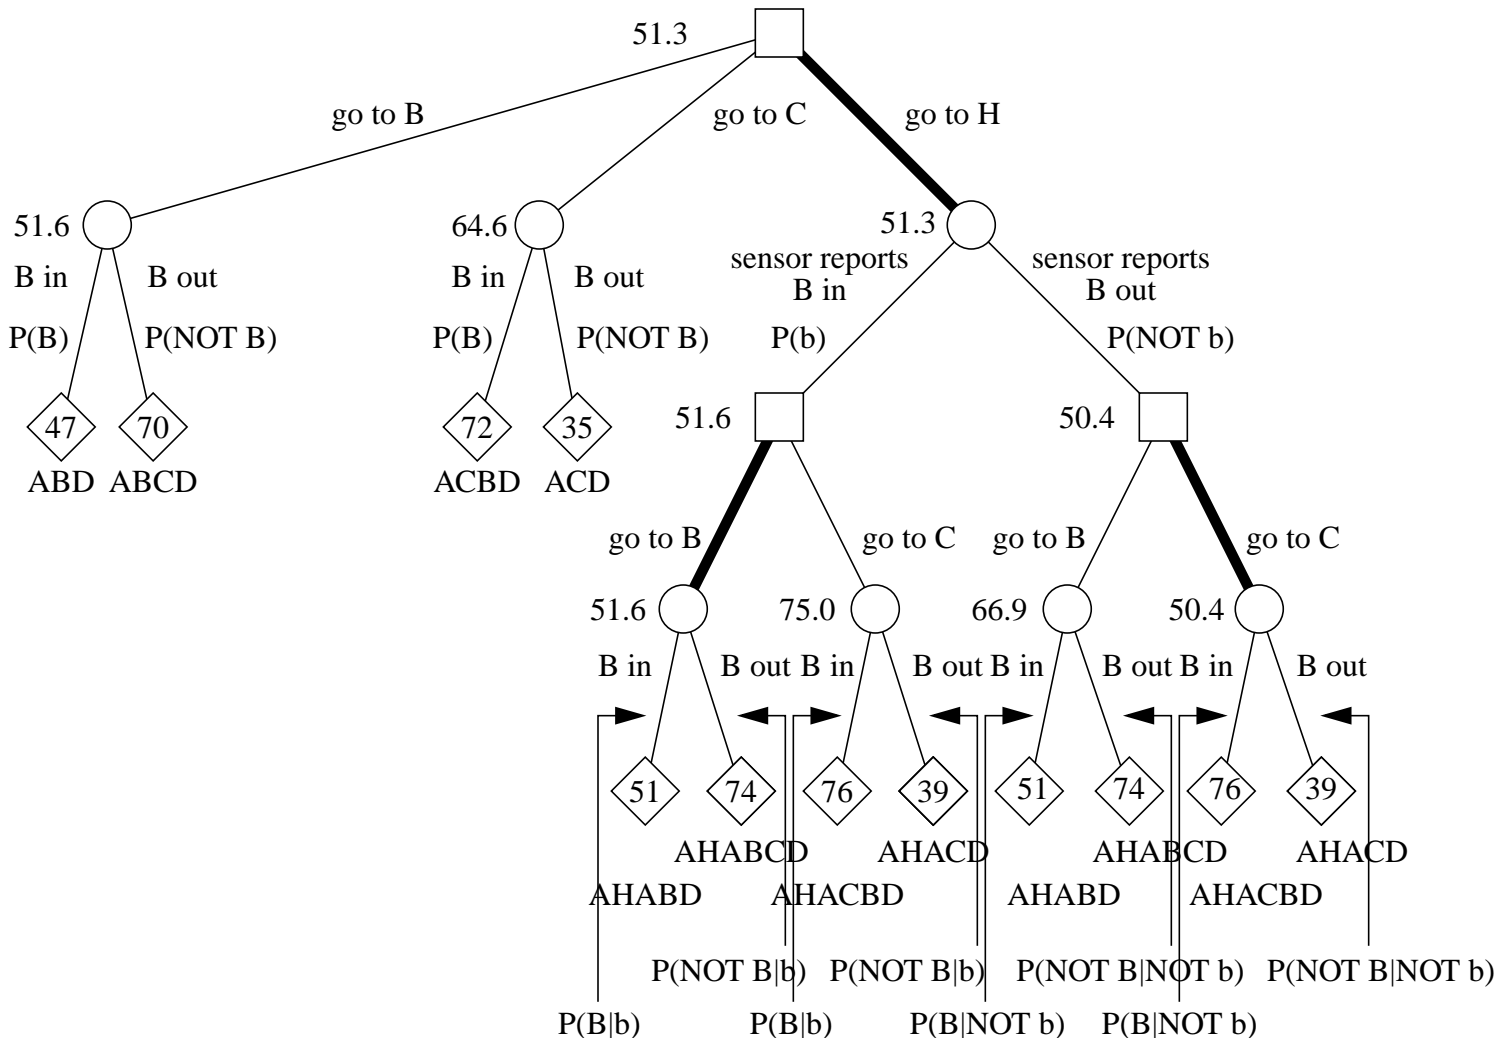 51.3
go to B
go to C
go to H
51.6
64.6
51.3
B in
B out
B in
B out
sensor reports
B in
sensor reports
B out
P(B)
P(NOT B)
P(B)
P(NOT B)
P(b)
P(NOT b)
47
70
72
35
51.6
50.4
ABD
ABCD
ACBD
ACD
go to B
go to C
go to B
go to C
51.6
75.0
66.9
50.4
B in
B out
B in
B out
B in
B out
B in
B out
51
74
76
39
51
74
76
39
AHABCD
AHACD
AHABCD
AHACD
AHABD
AHACBD
AHABD
AHACBD
P(NOT B|b)
P(NOT B|b)
P(NOT B|NOT b)
P(NOT B|NOT b)
P(B|b)
P(B|b)
P(B|NOT b)
P(B|NOT b)